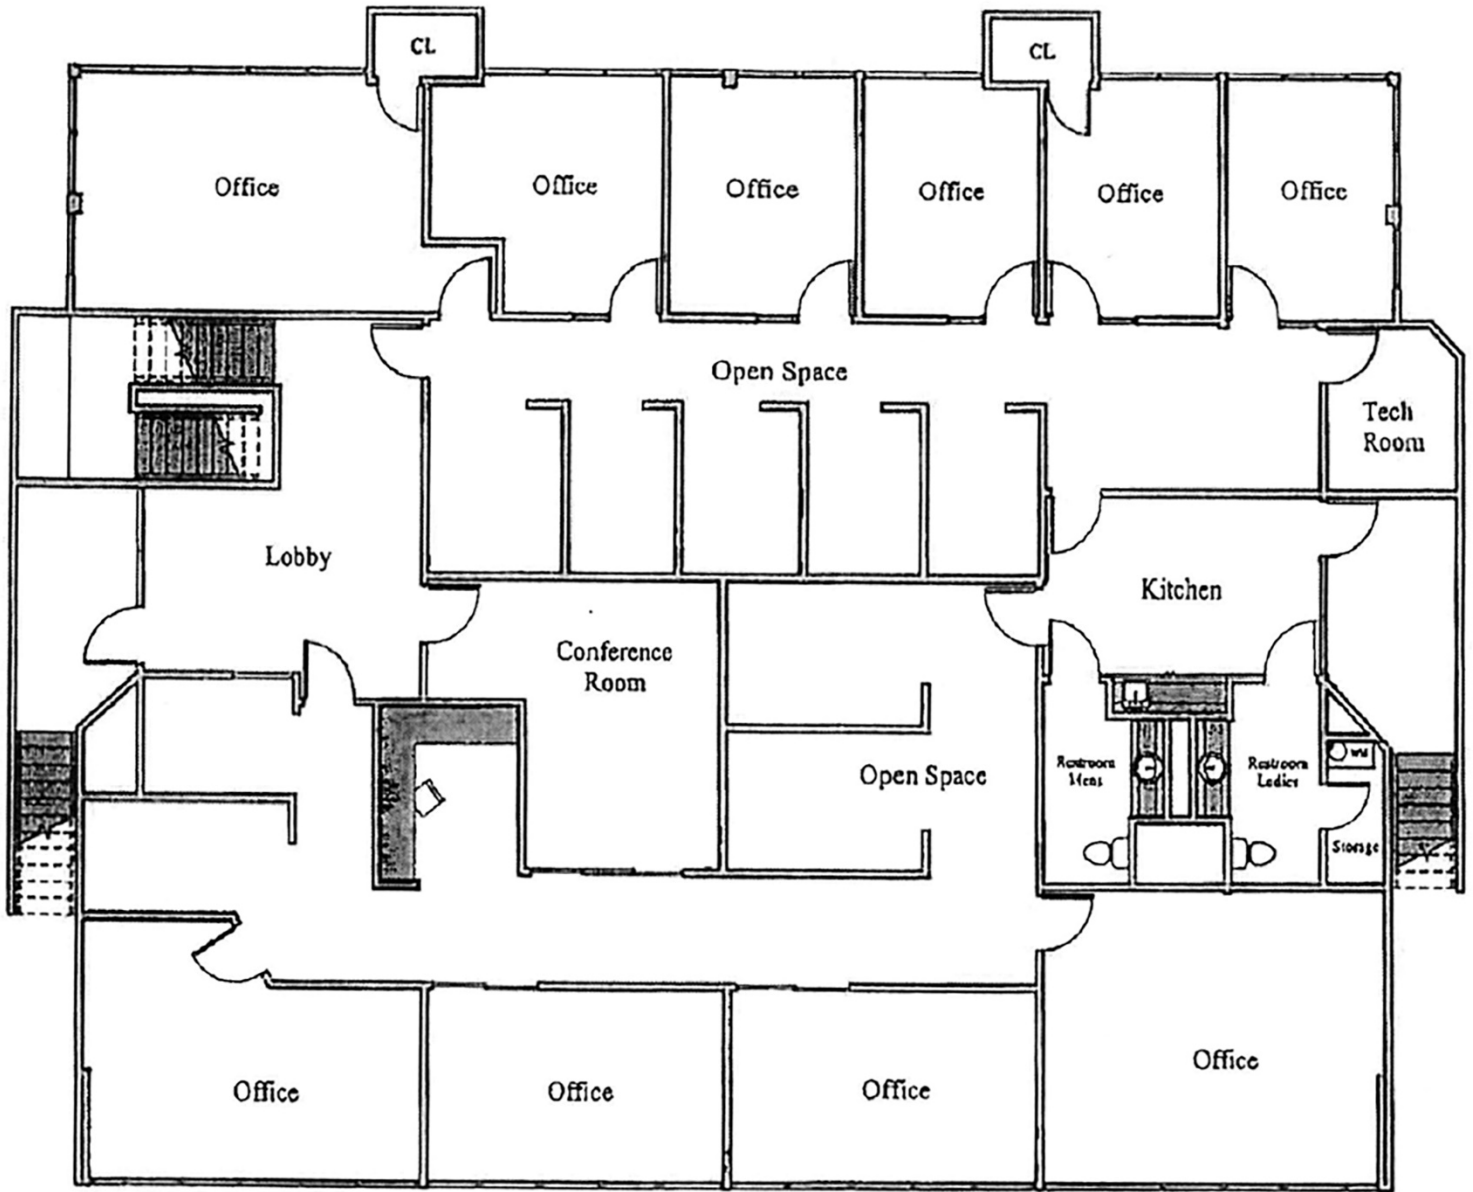 CL
CL
Office
Office
Office
Office
Office
Office
Open Space
Tech
Room
Lobby
Kitchen
Conference
Room
Open Space
Restroom
Mens
Restroom
Ladies
WH
Storage
Office
Office
Office
Office